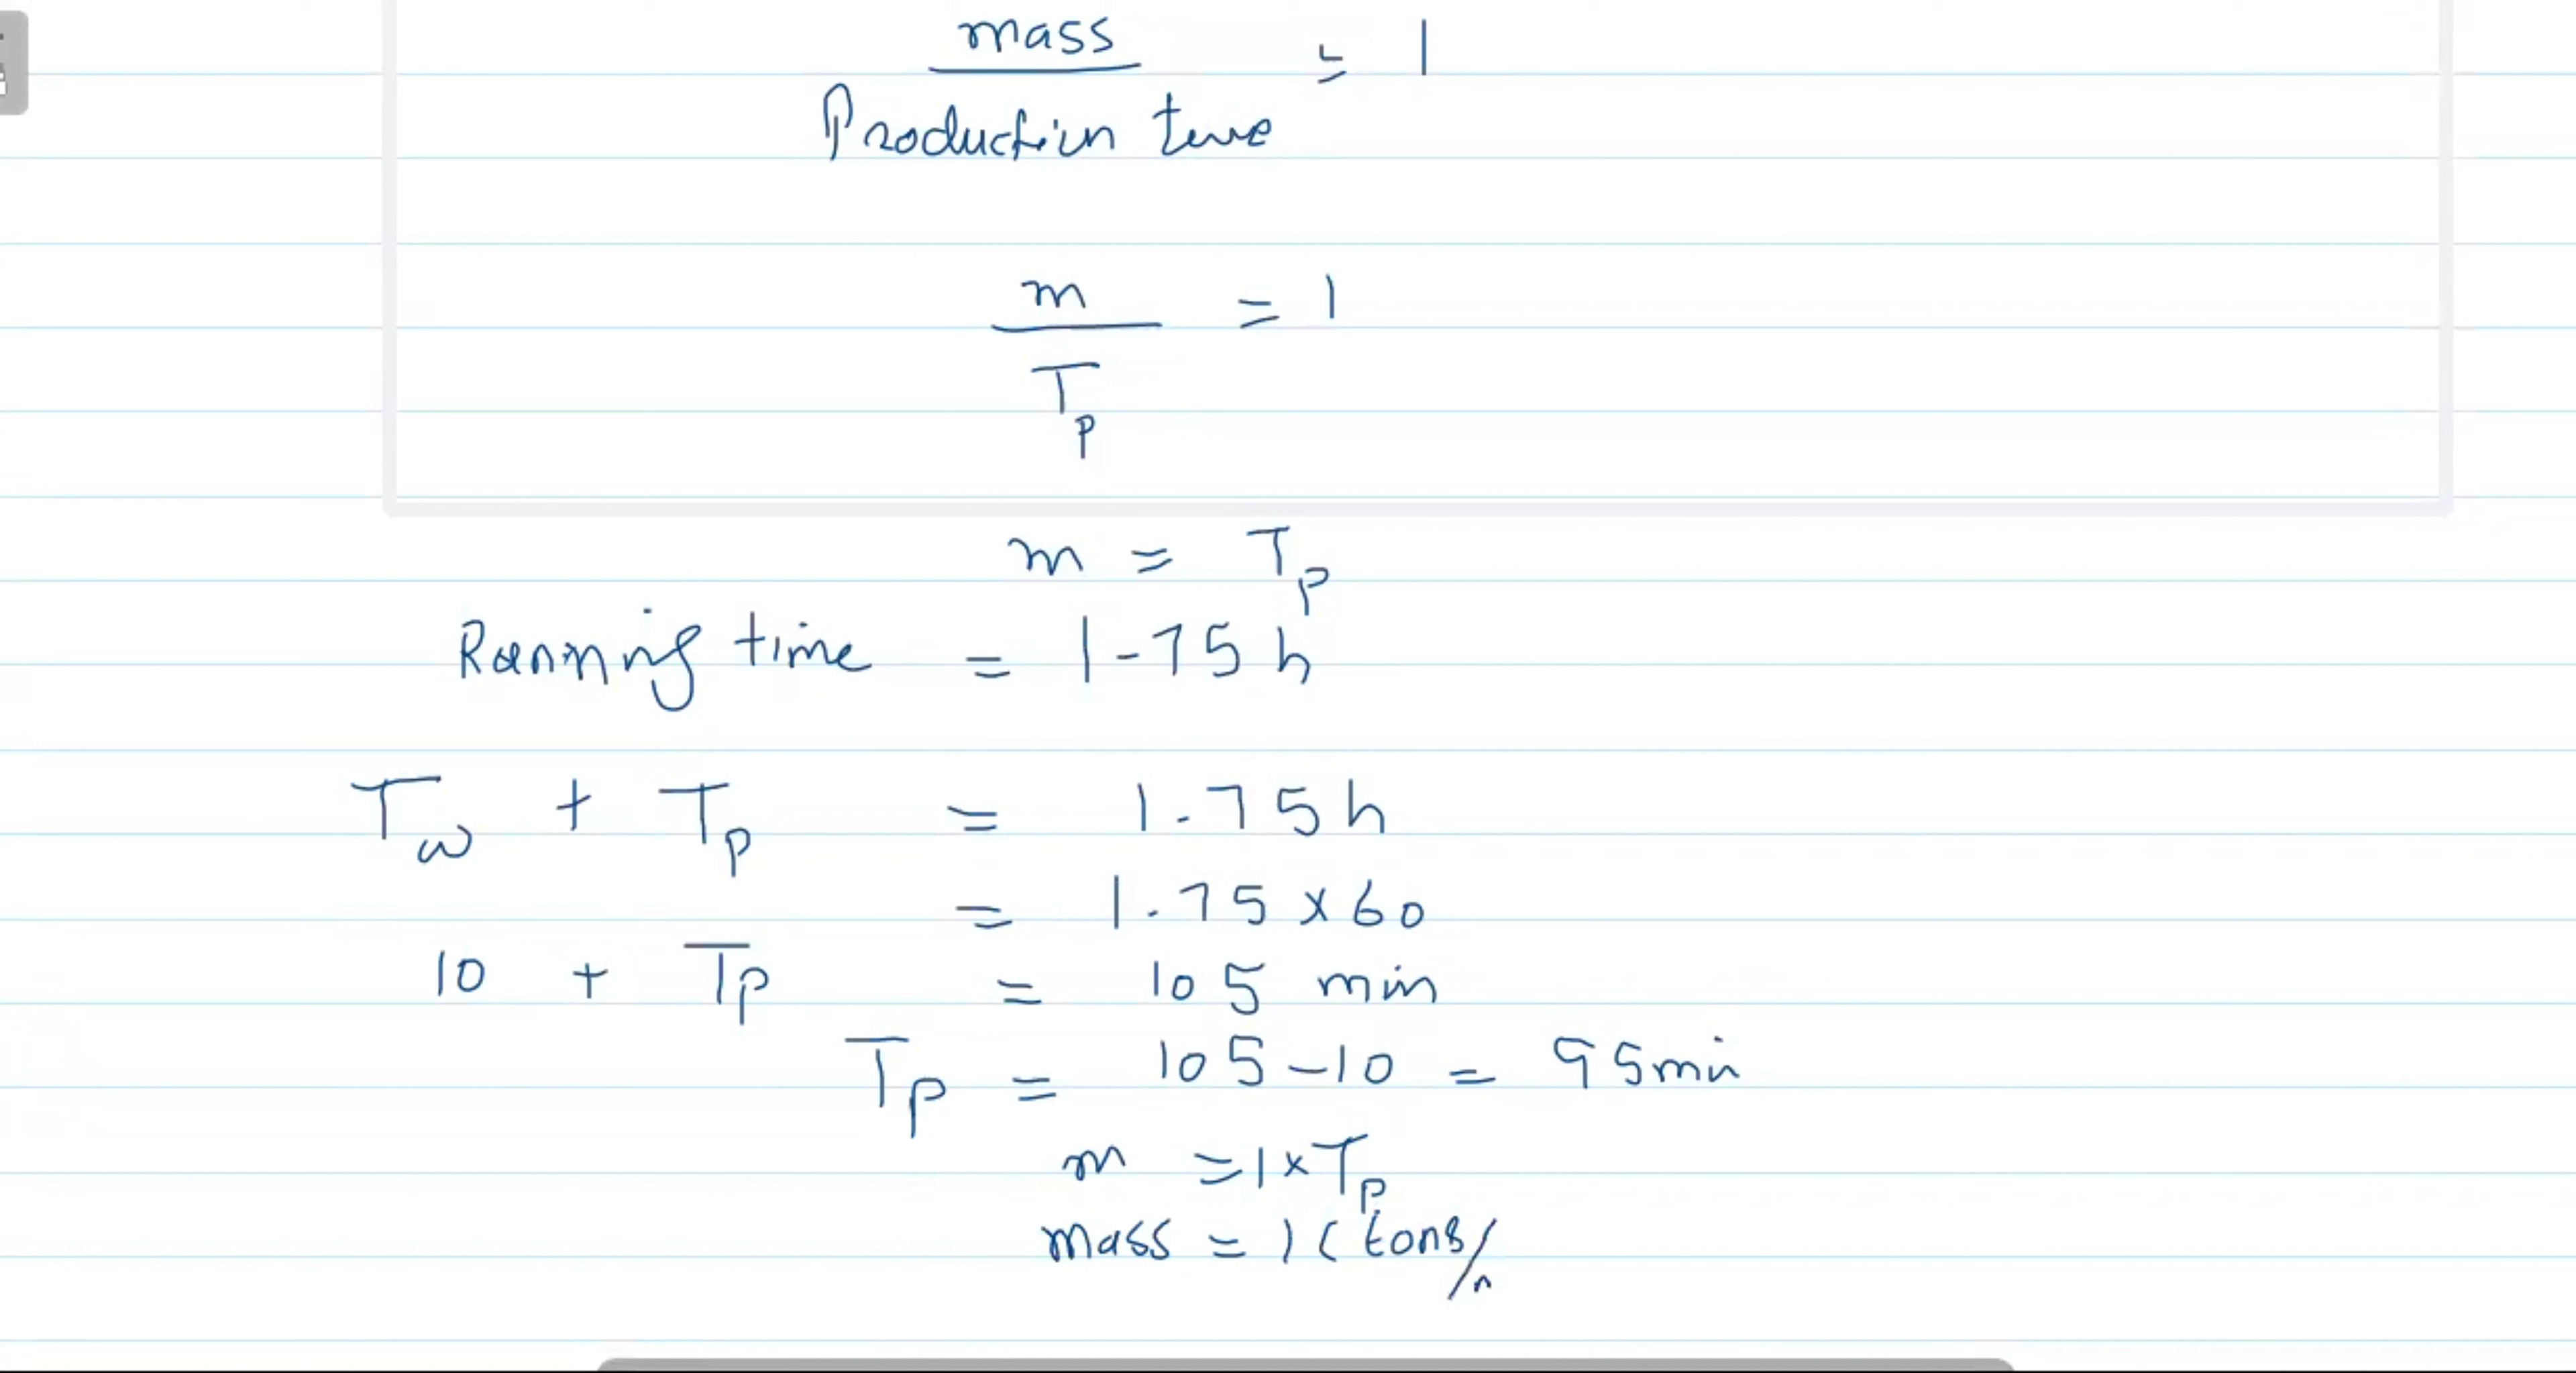 mass
= 1
Production time
m
= 1
Tp
m = Tp
Running time = 1.75 h
Tw + Tp = 1.75 h
= 1.75 x 60
10 + Tp = 105 min
Tp = 105 - 10 = 95 min
m = 1 x Tp
mass = 1 ( tons/